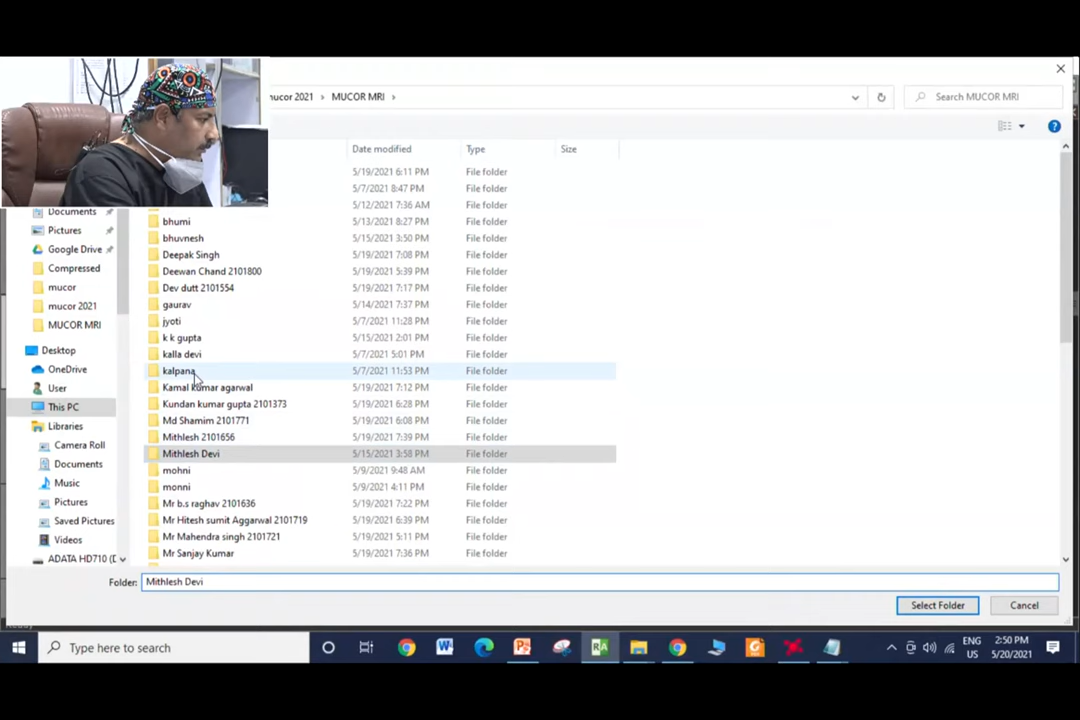 nucor 2021 > MUCOR MRI >
Search MUCOR MRI
Date modified Type Size
5/19/2021 6:11 PM File folder
5/7/2021 8:47 PM File folder
5/12/2021 7:36 AM File folder
bhumi 5/13/2021 8:27 PM File folder
bhuvnesh 5/15/2021 3:50 PM File folder
Deepak Singh 5/19/2021 7:08 PM File folder
Deewan Chand 2101800 5/19/2021 5:39 PM File folder
Dev dutt 2101554 5/19/2021 7:17 PM File folder
gaurav 5/14/2021 7:37 PM File folder
jyoti 5/7/2021 11:28 PM File folder
k k gupta 5/15/2021 2:01 PM File folder
kalla devi 5/7/2021 5:01 PM File folder
kalpana 5/7/2021 11:53 PM File folder
Kamal kumar agarwal 5/19/2021 7:12 PM File folder
Kundan kumar gupta 2101373 5/19/2021 6:28 PM File folder
Md Shamim 2101771 5/19/2021 6:08 PM File folder
Mithlesh 2101656 5/19/2021 7:39 PM File folder
Mithlesh Devi 5/15/2021 3:58 PM File folder
mohni 5/9/2021 9:48 AM File folder
monni 5/9/2021 4:11 PM File folder
Mr b.s raghav 2101636 5/19/2021 7:22 PM File folder
Mr Hitesh sumit Aggarwal 2101719 5/19/2021 6:39 PM File folder
Mr Mahendra singh 2101721 5/19/2021 5:11 PM File folder
Mr Sanjay Kumar 5/19/2021 7:36 PM File folder
Documents
Pictures
Google Drive
Compressed
mucor
mucor 2021
MUCOR MRI
Desktop
OneDrive
User
This PC
Libraries
Camera Roll
Documents
Music
Pictures
Saved Pictures
Videos
ADATA HD710 (D
Folder: Mithlesh Devi
Select Folder Cancel
Type here to search
ENG
US
2:50 PM
5/20/2021